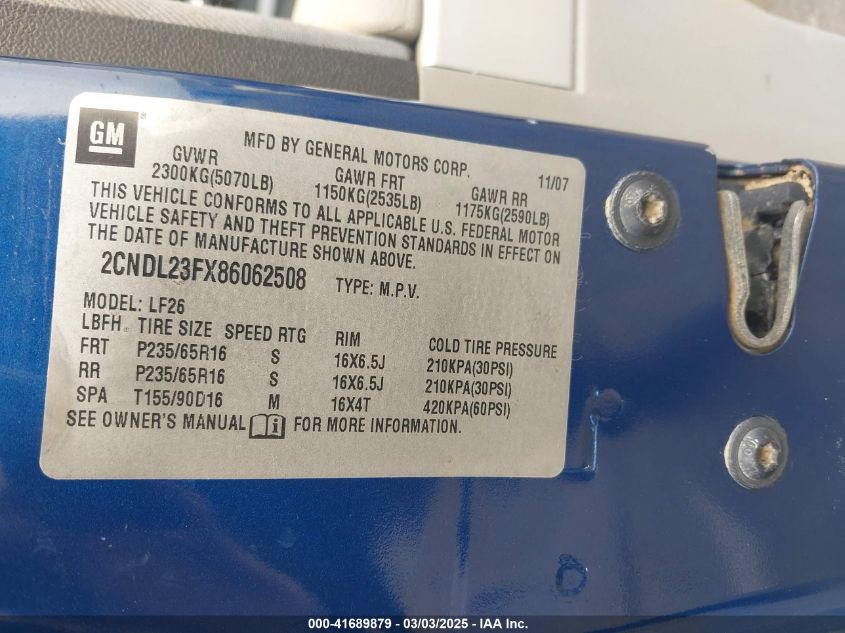 GM
MFD BY GENERAL MOTORS CORP. 11/07
GVWR GAWR FRT GAWR RR
2300KG(5070LB) 1150KG(2535LB) 1175KG(2590LB)
THIS VEHICLE CONFORMS TO ALL APPLICABLE U.S. FEDERAL MOTOR
VEHICLE SAFETY AND THEFT PREVENTION STANDARDS IN EFFECT ON
THE DATE OF MANUFACTURE SHOWN ABOVE.
2CNDL23FX86062508 TYPE: M.P.V.
MODEL: LF26
LBFH TIRE SIZE SPEED RTG RIM COLD TIRE PRESSURE
FRT P235/65R16 S 16X6.5J 210KPA(30PSI)
RR P235/65R16 S 16X6.5J 210KPA(30PSI)
SPA T155/90D16 M 16X4T 420KPA(60PSI)
SEE OWNER'S MANUAL i FOR MORE INFORMATION.
000-41689879 - 03/03/2025 - IAA Inc.